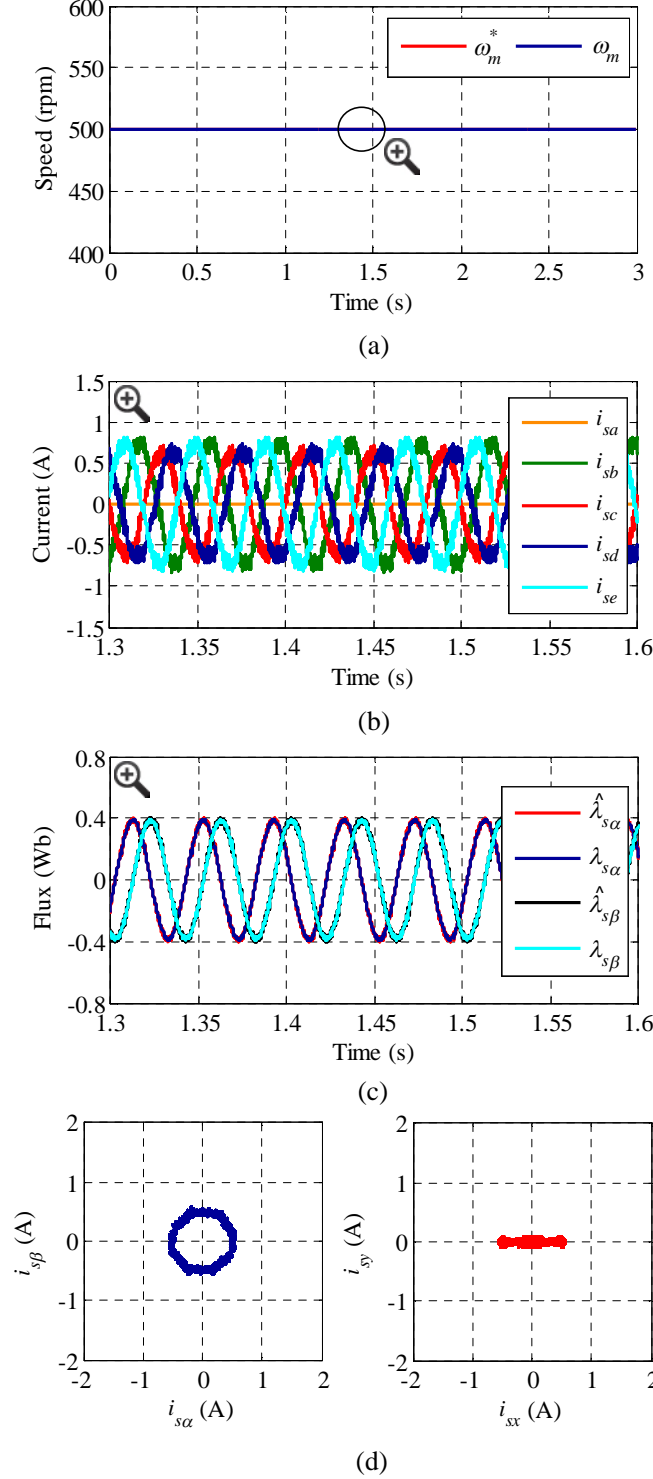 600
550
500
450
400
Speed (rpm)
ω*m ωm
0 0.5 1 1.5 2 2.5 3
Time (s)
(a)
1.5
1
0.5
0
-0.5
-1
-1.5
Current (A)
isa
isb
isc
isd
ise
1.3 1.35 1.4 1.45 1.5 1.55 1.6
Time (s)
(b)
0.8
0.4
0
-0.4
-0.8
Flux (Wb)
λ̂sα
λsα
λ̂sβ
λsβ
1.3 1.35 1.4 1.45 1.5 1.55 1.6
Time (s)
(c)
2
1
0
-1
-2
isβ (A)
-2 -1 0 1 2
isα (A)
2
1
0
-1
-2
isy (A)
-2 -1 0 1 2
isx (A)
(d)